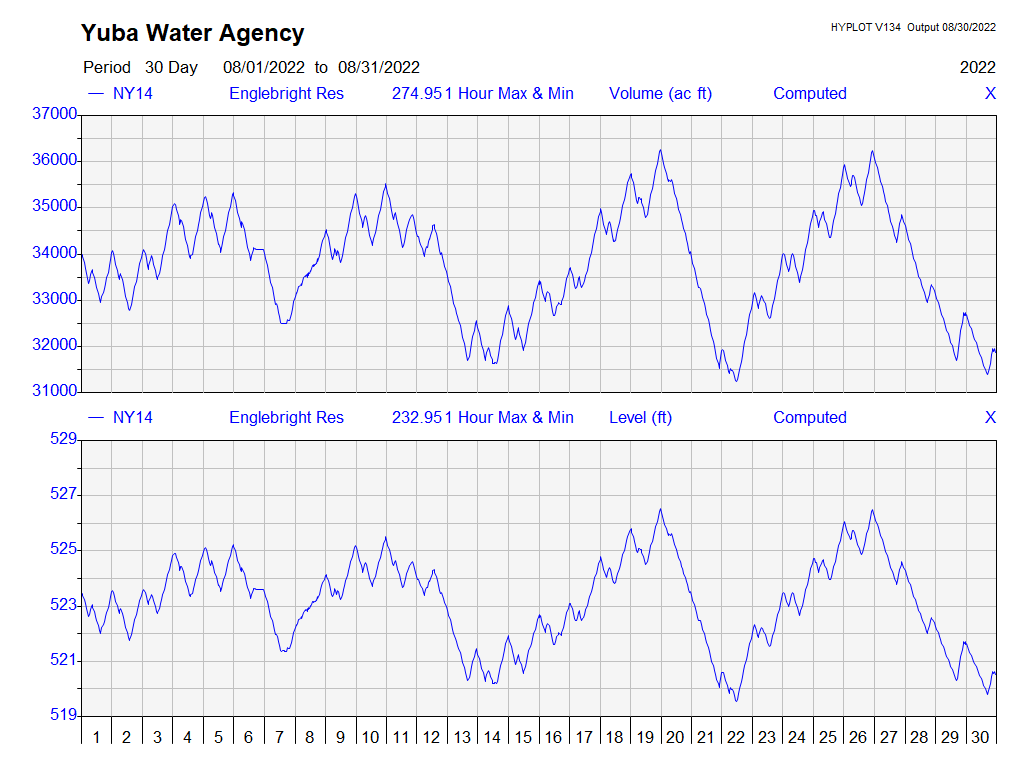 Yuba Water Agency
HYPLOT V134 Output 08/30/2022
Period 30 Day 08/01/2022 to 08/31/2022 2022
NY14 Englebright Res 274.951 Hour Max & Min Volume (ac ft) Computed X
37000
36000
35000
34000
33000
32000
31000
NY14 Englebright Res 232.951 Hour Max & Min Level (ft) Computed X
529
527
525
523
521
519
1 2 3 4 5 6 7 8 9 10 11 12 13 14 15 16 17 18 19 20 21 22 23 24 25 26 27 28 29 30